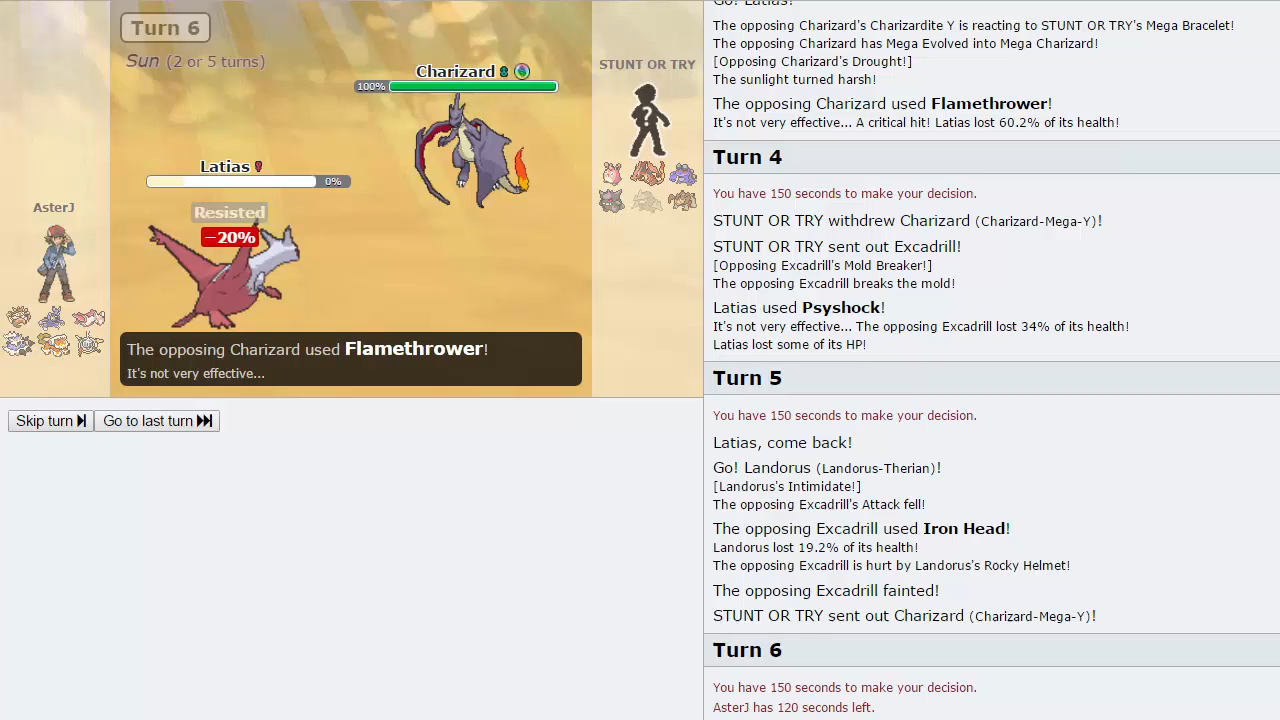 Turn 6
Sun (2 or 5 turns)
Charizard
100%
Latias
0%
Resisted
−20%
The opposing Charizard used Flamethrower!
It's not very effective...
AsterJ
STUNT OR TRY
Skip turn
Go to last turn
Go! Latias!
The opposing Charizard's Charizardite Y is reacting to STUNT OR TRY's Mega Bracelet!
The opposing Charizard has Mega Evolved into Mega Charizard!
[Opposing Charizard's Drought!]
The sunlight turned harsh!
The opposing Charizard used Flamethrower!
It's not very effective... A critical hit! Latias lost 60.2% of its health!
Turn 4
You have 150 seconds to make your decision.
STUNT OR TRY withdrew Charizard (Charizard-Mega-Y)!
STUNT OR TRY sent out Excadrill!
[Opposing Excadrill's Mold Breaker!]
The opposing Excadrill breaks the mold!
Latias used Psyshock!
It's not very effective... The opposing Excadrill lost 34% of its health!
Latias lost some of its HP!
Turn 5
You have 150 seconds to make your decision.
Latias, come back!
Go! Landorus (Landorus-Therian)!
[Landorus's Intimidate!]
The opposing Excadrill's Attack fell!
The opposing Excadrill used Iron Head!
Landorus lost 19.2% of its health!
The opposing Excadrill is hurt by Landorus's Rocky Helmet!
The opposing Excadrill fainted!
STUNT OR TRY sent out Charizard (Charizard-Mega-Y)!
Turn 6
You have 150 seconds to make your decision.
AsterJ has 120 seconds left.